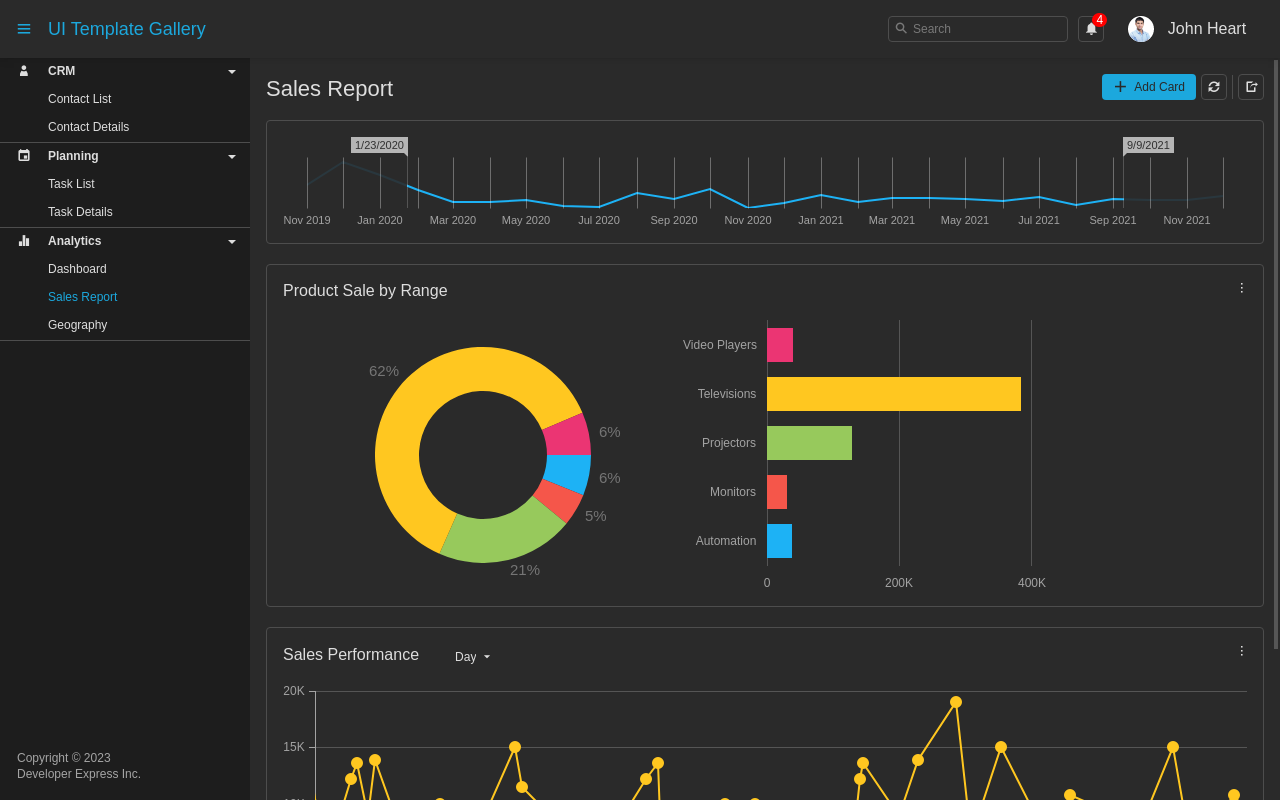 UI Template Gallery
Search
4
John Heart
CRM
Contact List
Contact Details
Planning
Task List
Task Details
Analytics
Dashboard
Sales Report
Geography
Copyright © 2023
Developer Express Inc.
Sales Report
Add Card
1/23/2020 9/9/2021
Nov 2019 Jan 2020 Mar 2020 May 2020 Jul 2020 Sep 2020 Nov 2020 Jan 2021 Mar 2021 May 2021 Jul 2021 Sep 2021 Nov 2021
Product Sale by Range
62%
6%
6%
5%
21%
Video Players
Televisions
Projectors
Monitors
Automation
0 200K 400K
Sales Performance Day
20K
15K
10K